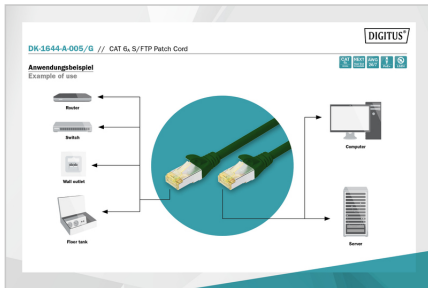 DIGITUS®
DK-1644-A-005/G // CAT 6A S/FTP Patch Cord
Anwendungsbeispiel
Example of use
Router
Switch
Wall outlet
Floor tank
Computer
Server